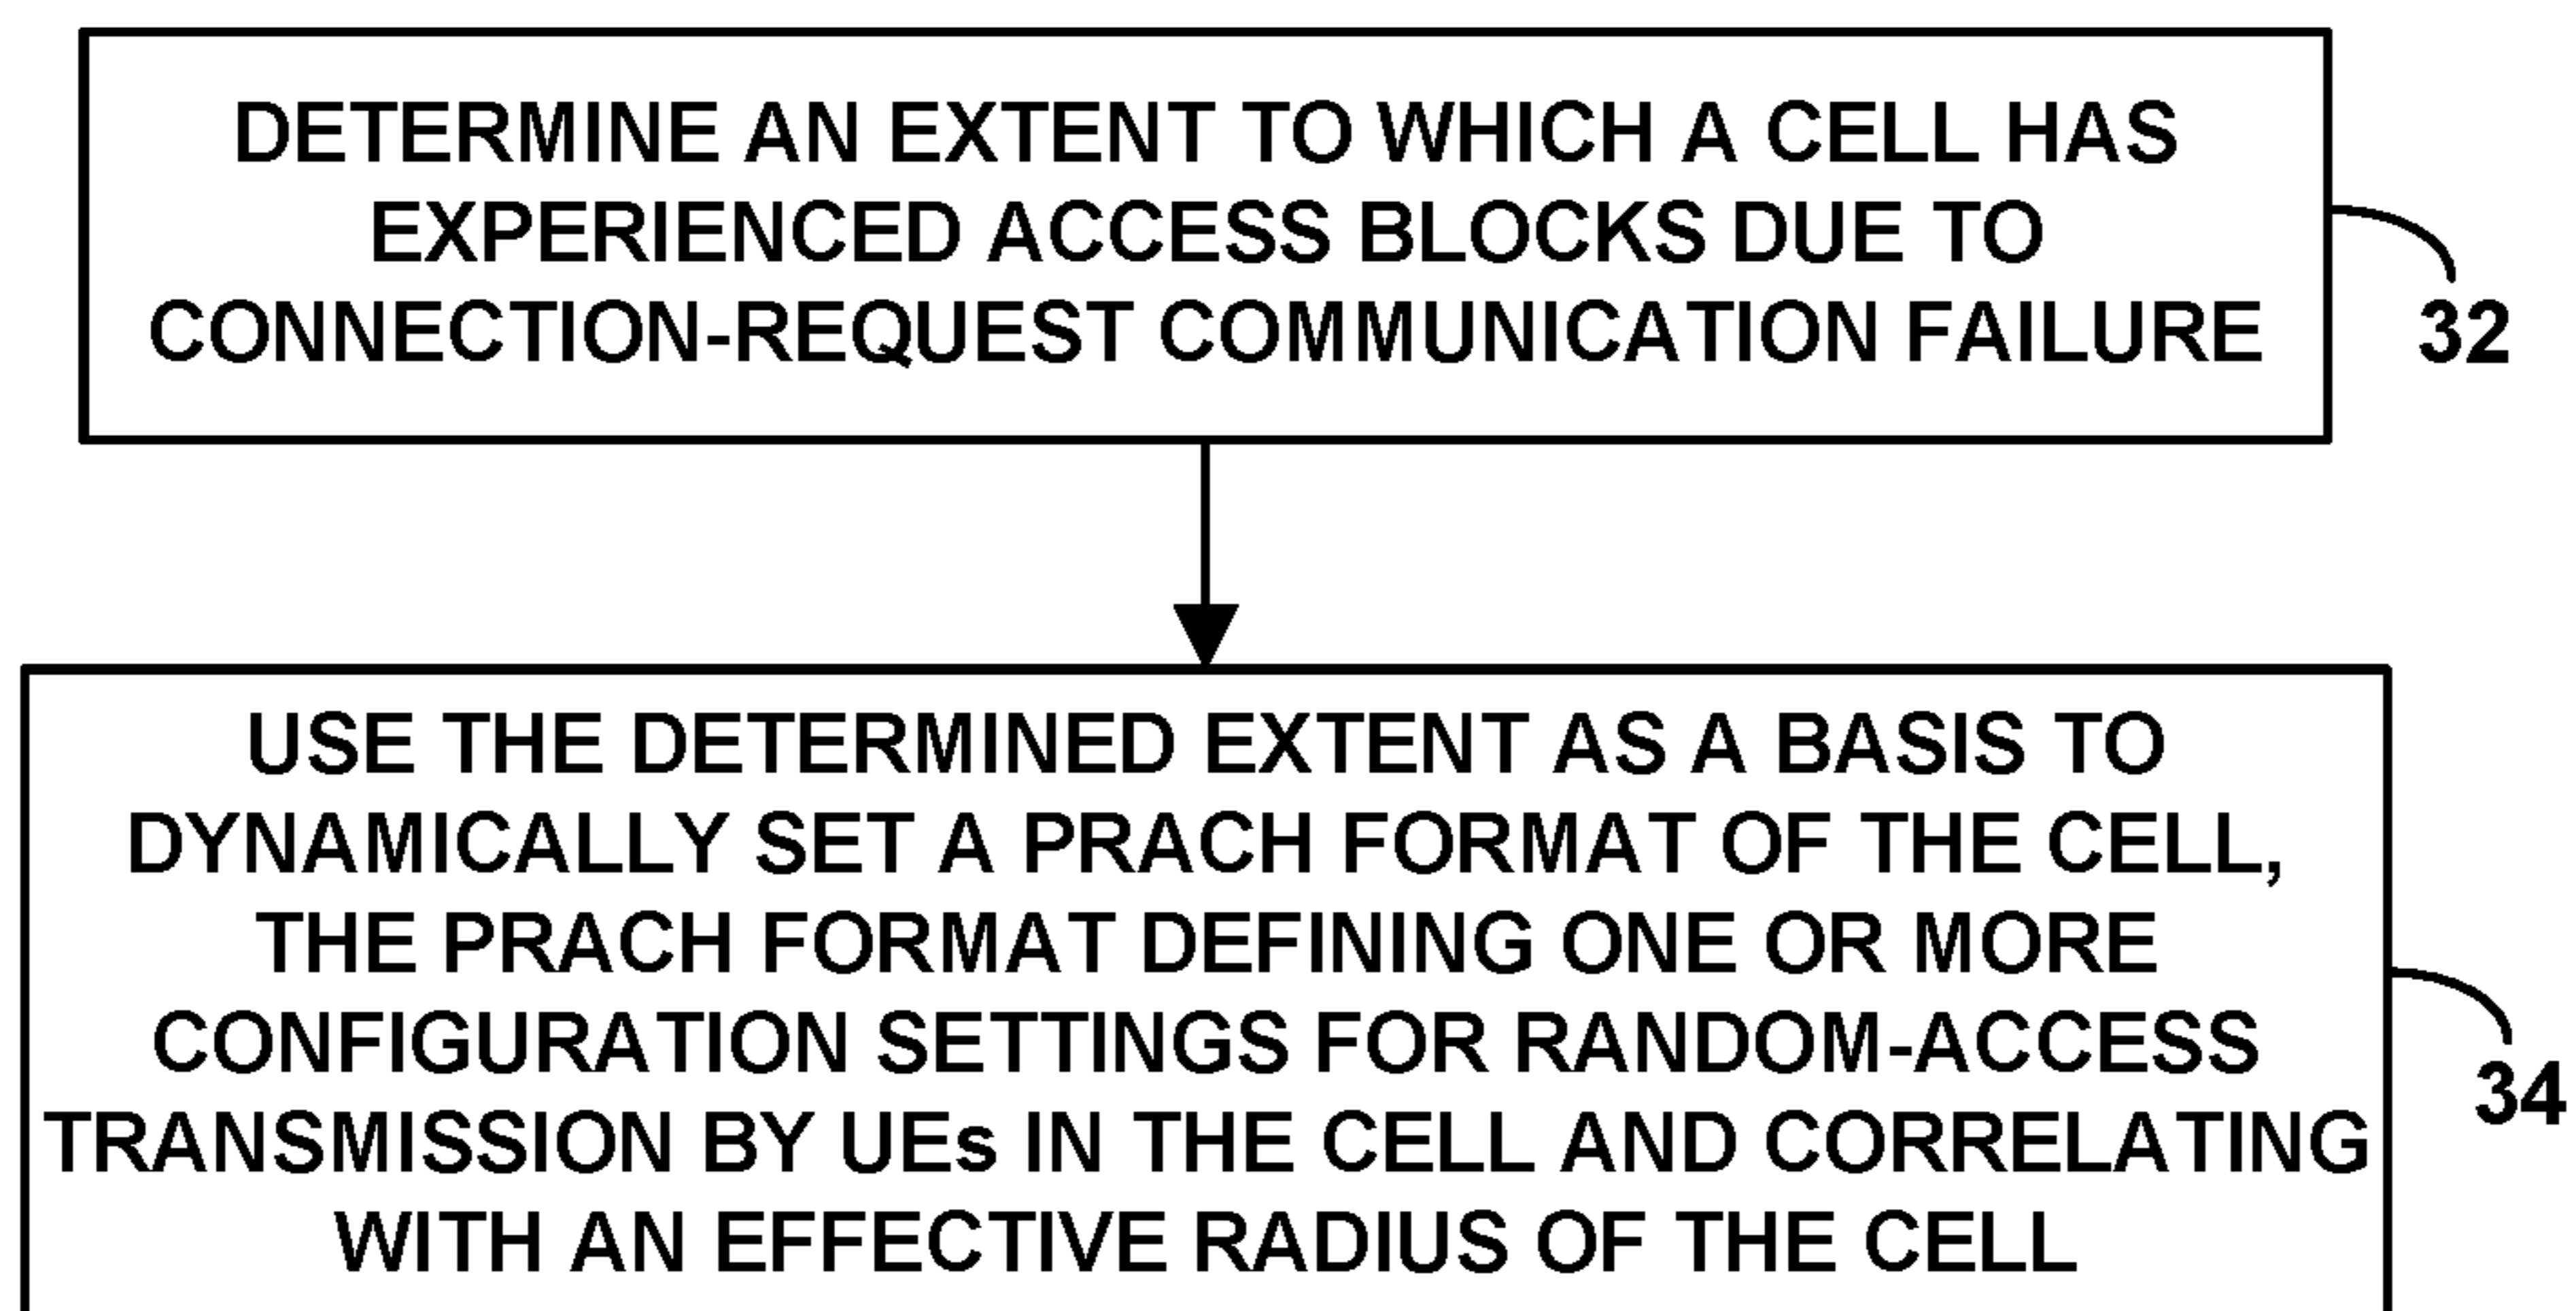 DETERMINE AN EXTENT TO WHICH A CELL HAS
EXPERIENCED ACCESS BLOCKS DUE TO
CONNECTION-REQUEST COMMUNICATION FAILURE
32
USE THE DETERMINED EXTENT AS A BASIS TO
DYNAMICALLY SET A PRACH FORMAT OF THE CELL,
THE PRACH FORMAT DEFINING ONE OR MORE
CONFIGURATION SETTINGS FOR RANDOM-ACCESS
TRANSMISSION BY UEs IN THE CELL AND CORRELATING
WITH AN EFFECTIVE RADIUS OF THE CELL
34